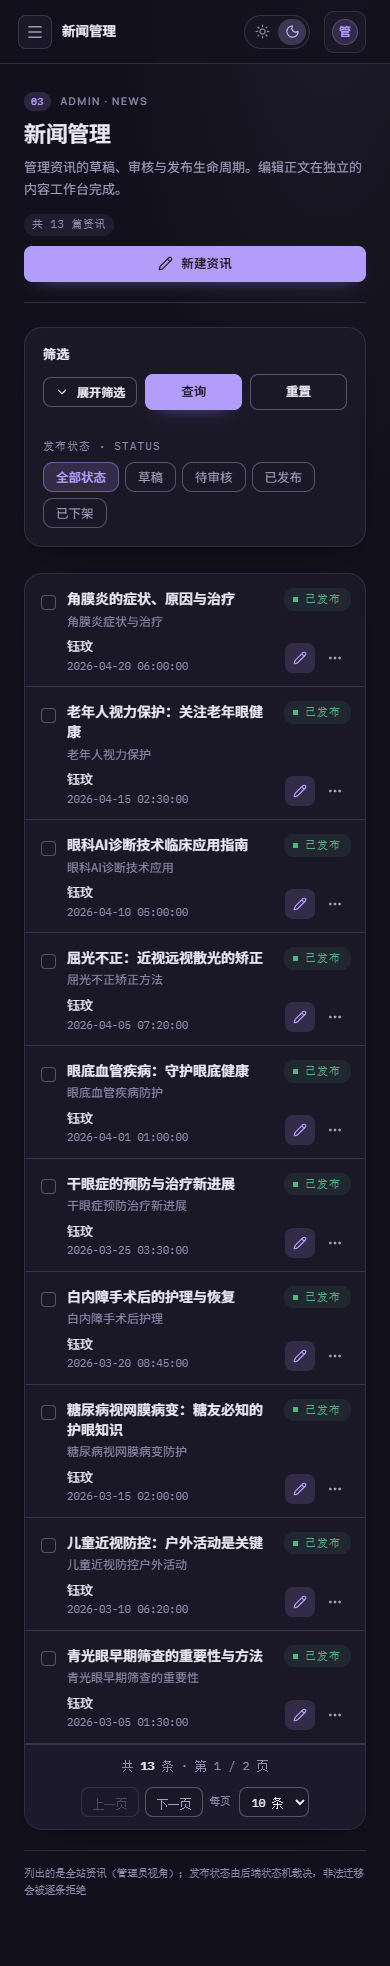 新闻管理
管
03 ADMIN · NEWS
新闻管理
管理资讯的草稿、审核与发布生命周期。编辑正文在独立的
内容工作台完成。
共 13 篇资讯
新建资讯
筛选
展开筛选 查询 重置
发布状态 · STATUS
全部状态 草稿 待审核 已发布
已下架
角膜炎的症状、原因与治疗 已发布
角膜炎症状与治疗
钰玟
2026-04-20 06:00:00
老年人视力保护：关注老年眼健 已发布
康
老年人视力保护
钰玟
2026-04-15 02:30:00
眼科AI诊断技术临床应用指南 已发布
眼科AI诊断技术应用
钰玟
2026-04-10 05:00:00
屈光不正：近视远视散光的矫正 已发布
屈光不正矫正方法
钰玟
2026-04-05 07:20:00
眼底血管疾病：守护眼底健康 已发布
眼底血管疾病防护
钰玟
2026-04-01 01:00:00
干眼症的预防与治疗新进展 已发布
干眼症预防治疗新进展
钰玟
2026-03-25 03:30:00
白内障手术后的护理与恢复 已发布
白内障手术后护理
钰玟
2026-03-20 08:45:00
糖尿病视网膜病变：糖友必知的 已发布
护眼知识
糖尿病视网膜病变防护
钰玟
2026-03-15 02:00:00
儿童近视防控：户外活动是关键 已发布
儿童近视防控户外活动
钰玟
2026-03-10 06:20:00
青光眼早期筛查的重要性与方法 已发布
青光眼早期筛查的重要性
钰玟
2026-03-05 01:30:00
共 13 条 · 第 1 / 2 页
上一页 下一页 每页 10 条
列出的是全站资讯（管理员视角）；发布状态由后端状态机裁决，非法迁移
会被逐条拒绝